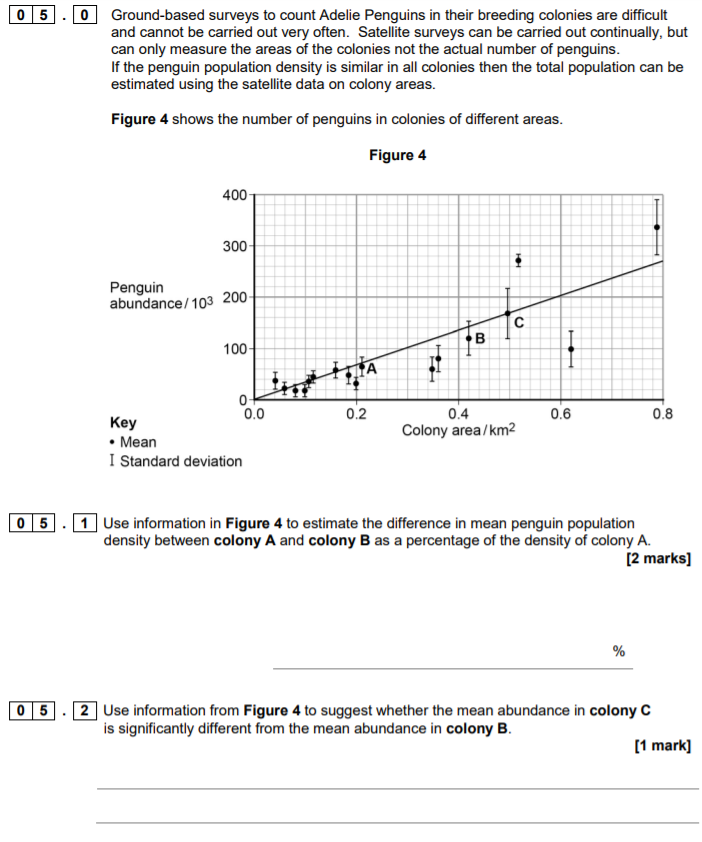 0 5 . 0 Ground-based surveys to count Adelie Penguins in their breeding colonies are difficult
and cannot be carried out very often. Satellite surveys can be carried out continually, but
can only measure the areas of the colonies not the actual number of penguins.
If the penguin population density is similar in all colonies then the total population can be
estimated using the satellite data on colony areas.
Figure 4 shows the number of penguins in colonies of different areas.
Figure 4
400
300
Penguin
abundance/10³ 200
100
0
A
B
C
0.0 0.2 0.4 0.6 0.8
Colony area/km²
Key
• Mean
I Standard deviation
0 5 . 1 Use information in Figure 4 to estimate the difference in mean penguin population
density between colony A and colony B as a percentage of the density of colony A.
[2 marks]
%
0 5 . 2 Use information from Figure 4 to suggest whether the mean abundance in colony C
is significantly different from the mean abundance in colony B.
[1 mark]